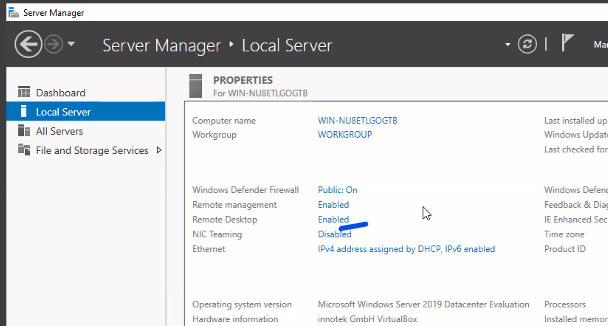 Server Manager
Server Manager • Local Server
Dashboard
Local Server
All Servers
File and Storage Services
PROPERTIES
For WIN-NU8ETLGOGTB
Computer name WIN-NU8ETLGOGTB Last installed up
Workgroup WORKGROUP Windows Updat
Last checked for
Windows Defender Firewall Public: On Windows Defen
Remote management Enabled Feedback & Diag
Remote Desktop Enabled IE Enhanced Sec
NIC Teaming Disabled Time zone
Ethernet IPv4 address assigned by DHCP, IPv6 enabled Product ID
Operating system version Microsoft Windows Server 2019 Datacenter Evaluation Processors
Hardware information innotek GmbH VirtualBox Installed memor